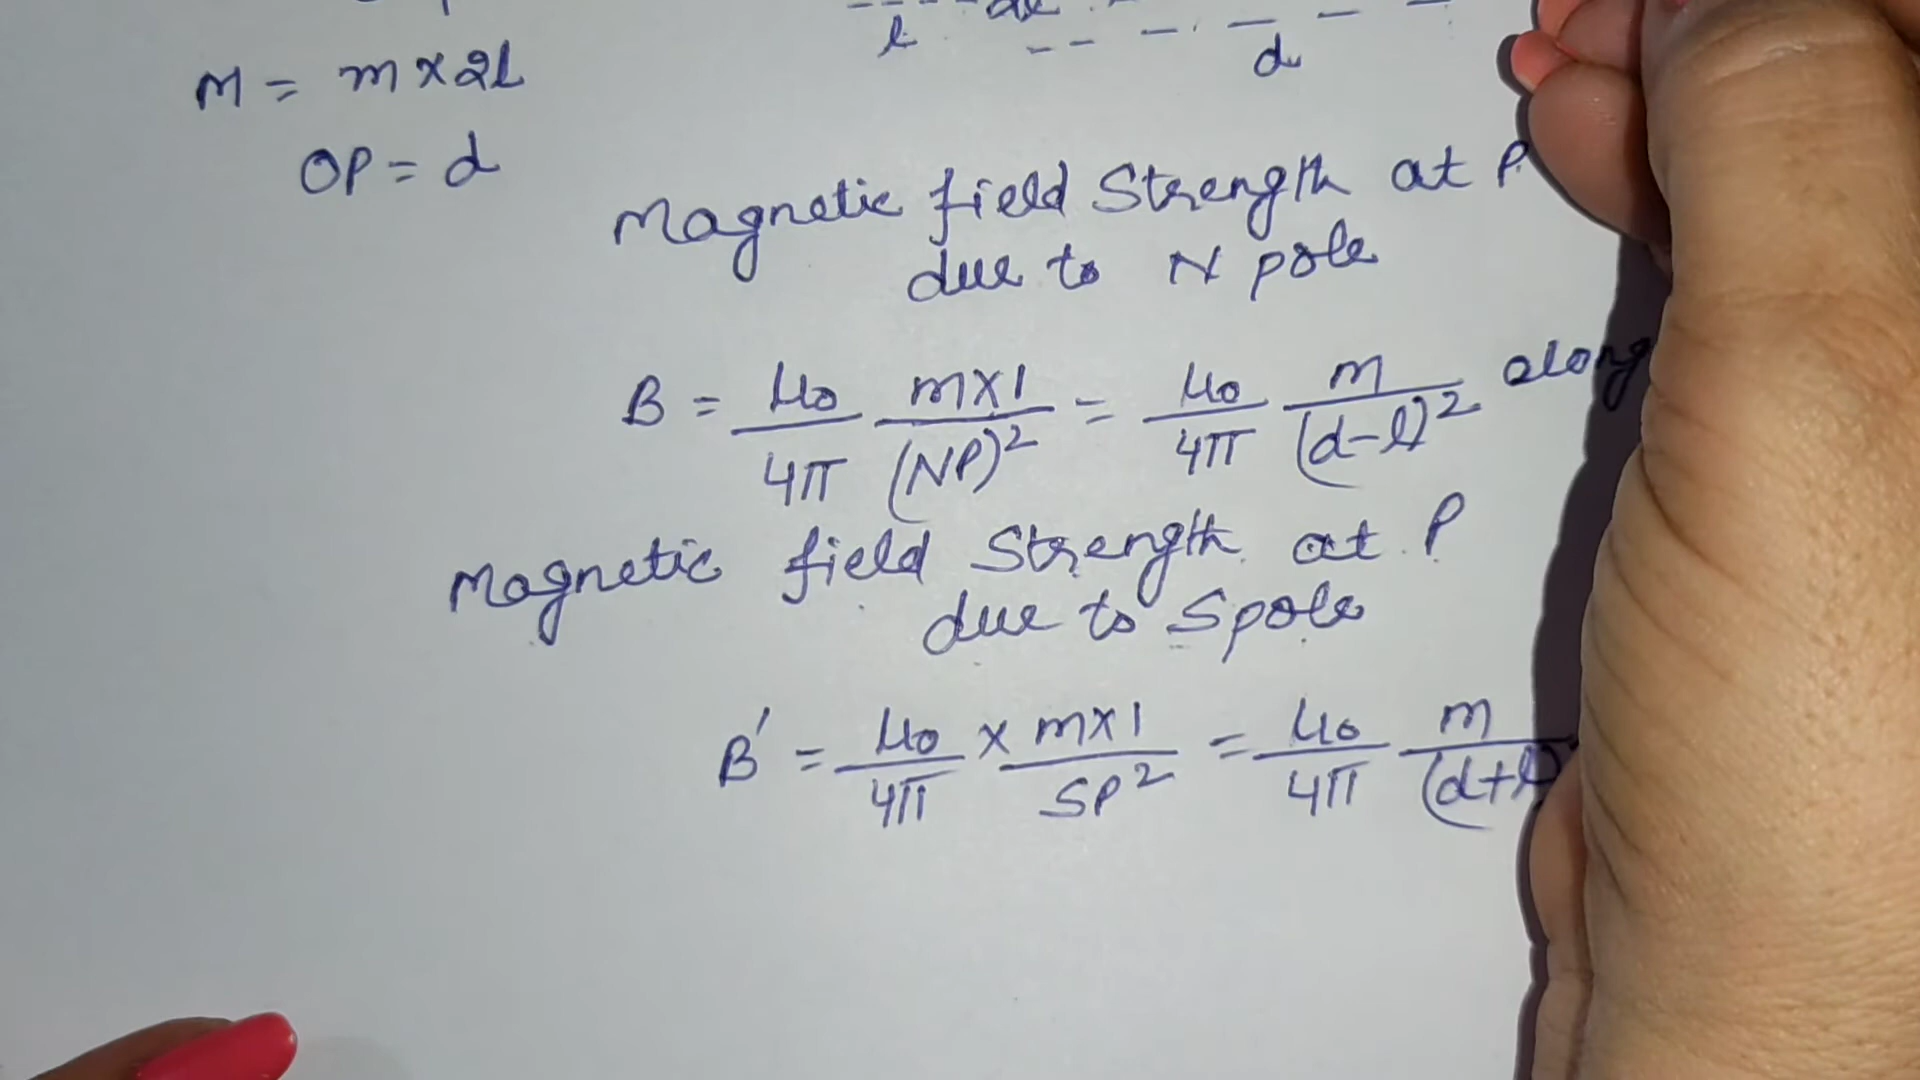 l 2l
d
M = m × 2l
OP = d
Magnetic field Strength at P
due to N pole
B = μ₀/4π m×1/(NP)² = μ₀/4π m/(d-l)² along
Magnetic field Strength at P
due to S pole
B' = μ₀/4π × m×1/SP² = μ₀/4π m/(d+l)